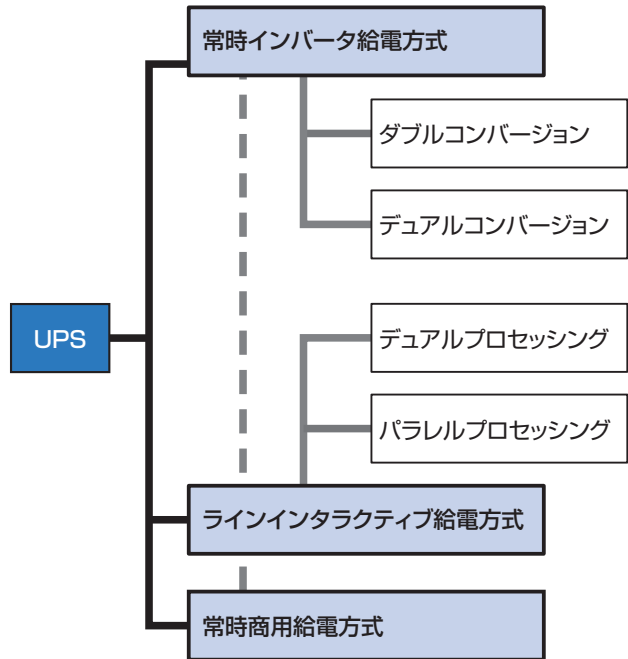 常時インバータ給電方式
ダブルコンバージョン
デュアルコンバージョン
UPS
デュアルプロセッシング
パラレルプロセッシング
ラインインタラクティブ給電方式
常時商用給電方式